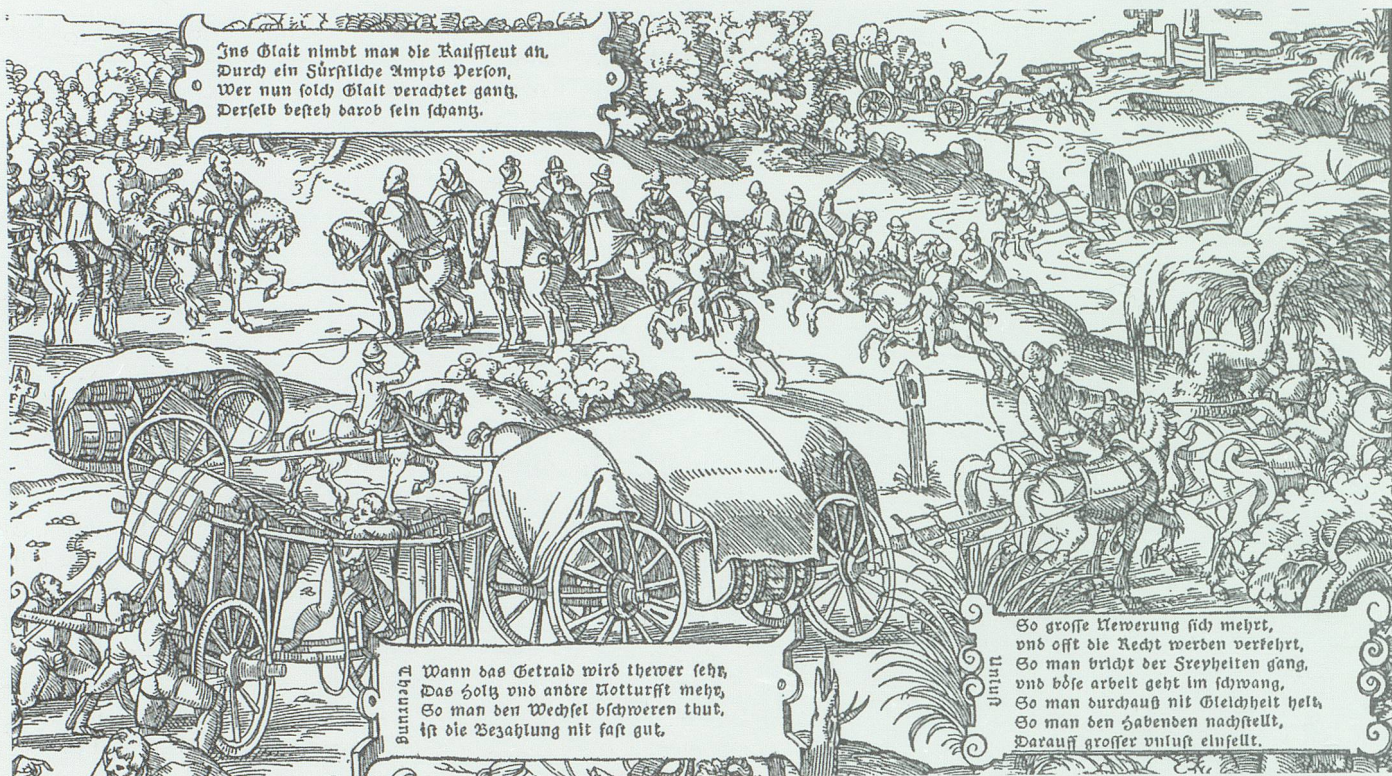 Ins Glait nimbt man die Kauffleut an,
Durch ein Fürstliche Ampts Person,
Wer nun solch Glait verachtet gantz,
Derselb besteh darob sein schantz.
Theurung
Wann das Getraid wird thewer sehr,
Das Holtz vnd andre Notturfft mehr,
So man den Wechsel bschweren thut,
ist die Bezahlung nit fast gut.
Unlust
So grosse Newerung sich mehrt,
vnd offt die Recht werden verkehrt,
So man bricht der Freyheiten gang,
vnd böse arbeit geht im schwang,
So man durchauß nit Gleichheit helt,
So man den Habenden nachstellt,
Darauff grosser vnlust einfellt.